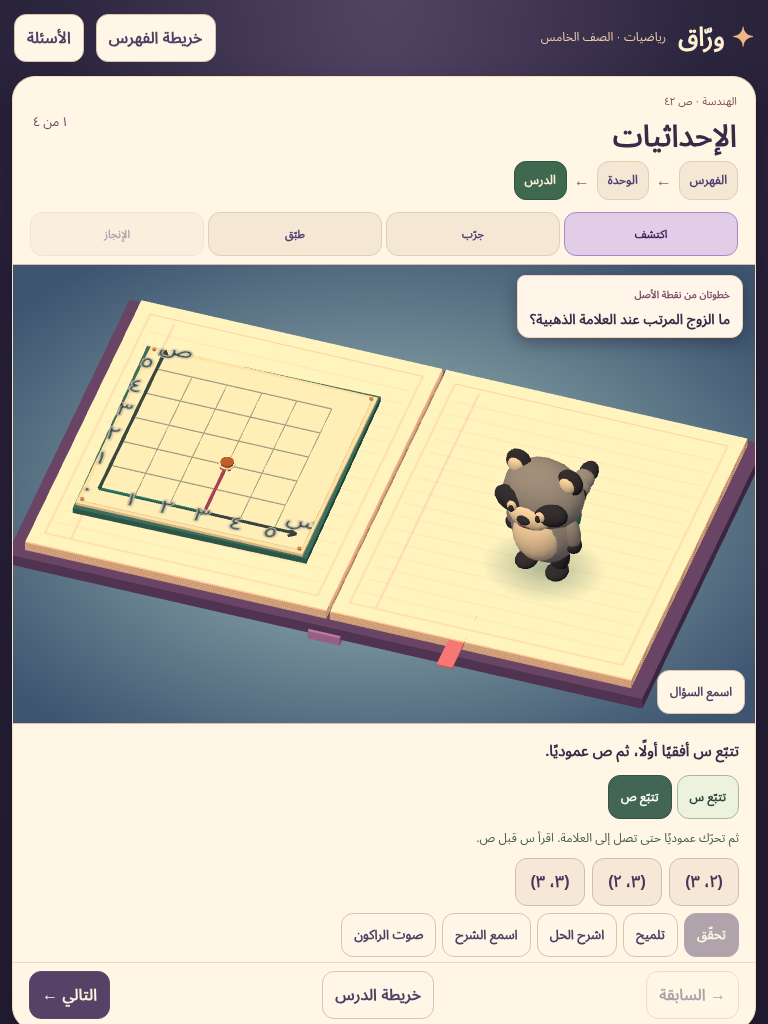 ورّاق
رياضيات · الصف الخامس
خريطة الفهرس
الأسئلة
الهندسة · ص ٤٢
الإحداثيات
١ من ٤
الفهرس ← الوحدة ← الدرس
اكتشف
جرّب
طبّق
الإنجاز
خطوتان من نقطة الأصل
ما الزوج المرتب عند العلامة الذهبية؟
ص
٥
٤
٣
٢
١
٠
١ ٢ ٣ ٤ ٥ س
اسمع السؤال
تتبّع س أفقيًا أولًا، ثم ص عموديًا.
تتبّع س
تتبّع ص
ثم تحرّك عموديًا حتى تصل إلى العلامة. اقرأ س قبل ص.
(٢، ٣)
(٣، ٢)
(٣، ٣)
تحقّق
تلميح
اشرح الحل
اسمع الشرح
صوت الراكون
→ السابقة
خريطة الدرس
التالي ←